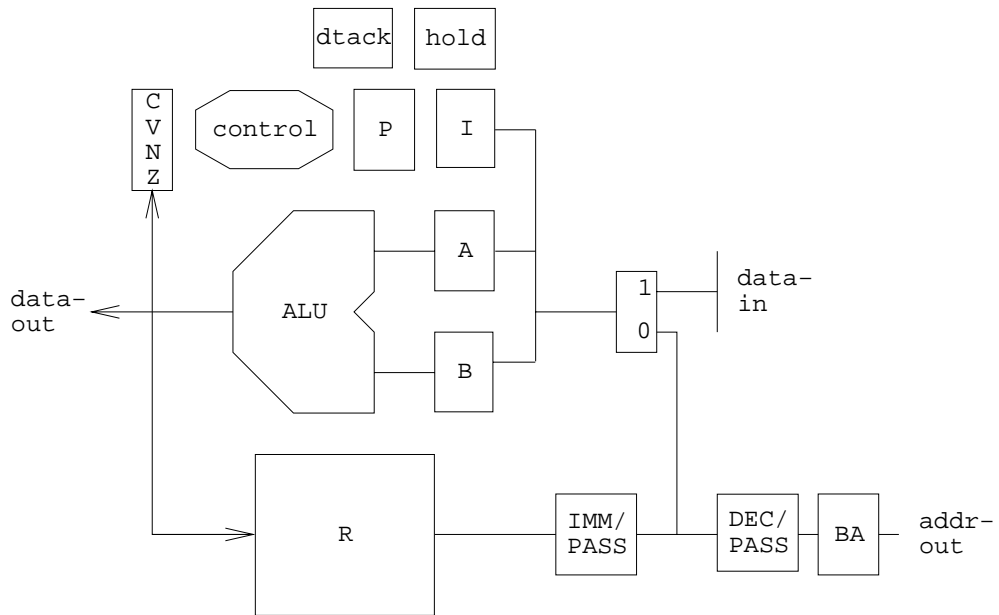 dtack
hold
C
V
N
Z
control
P
I
A
data-
out
ALU
1
0
data-
in
B
R
IMM/
PASS
DEC/
PASS
BA
addr-
out